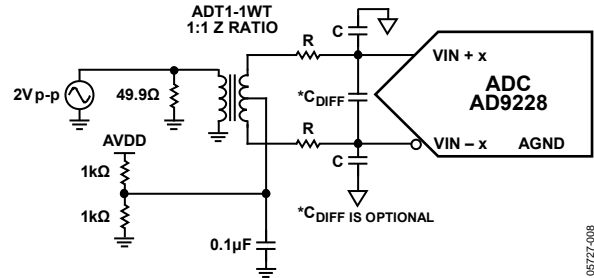 ADT1-1WT
1:1 Z RATIO
C
R
VIN + x
2V p-p
49.9Ω
*CDIFF
ADC
AD9228
R
VIN – x
AGND
AVDD
1kΩ
C
1kΩ
*CDIFF IS OPTIONAL
0.1µF
05727-008